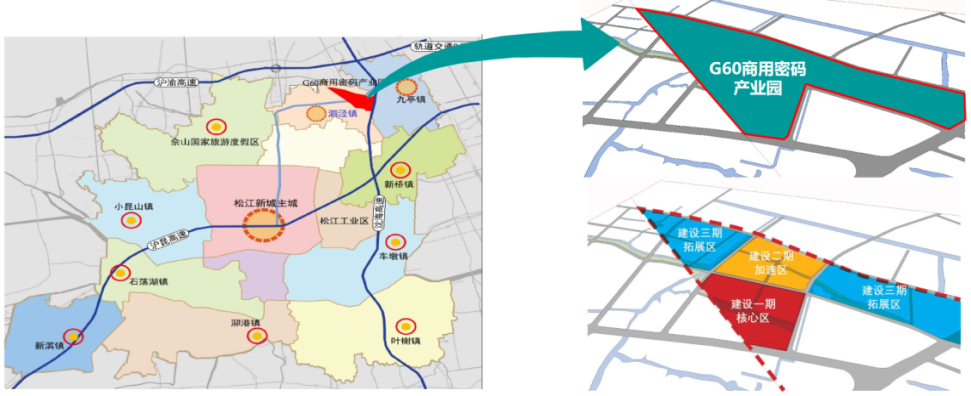 轨道交通9
沪渝高速
G60商用密码产业园
九亭镇
泗泾镇
佘山国家旅游度假区
新桥镇
小昆山镇
松江新城主城
松江工业区
沈海高速
沪昆高速
车墩镇
石荡湖镇
泖港镇
新浜镇
叶榭镇
G60商用密码
产业园
建设三期
拓展区
建设二期
加速区
建设三期
拓展区
建设一期
核心区